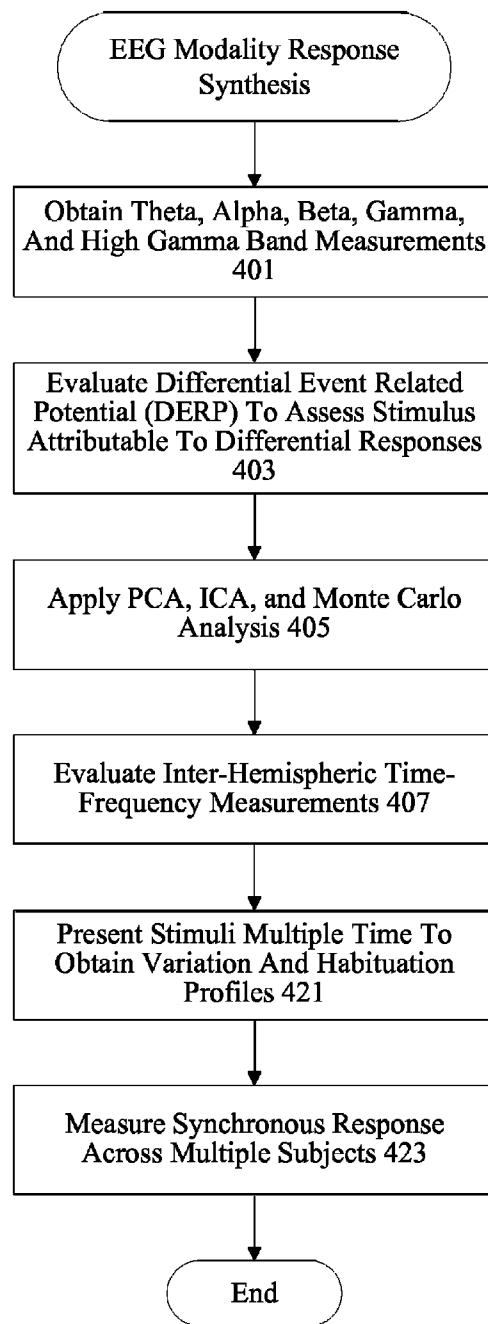 EEG Modality Response
Synthesis
Obtain Theta, Alpha, Beta, Gamma,
And High Gamma Band Measurements
401
Evaluate Differential Event Related
Potential (DERP) To Assess Stimulus
Attributable To Differential Responses
403
Apply PCA, ICA, and Monte Carlo
Analysis 405
Evaluate Inter-Hemispheric Time-
Frequency Measurements 407
Present Stimuli Multiple Time To
Obtain Variation And Habituation
Profiles 421
Measure Synchronous Response
Across Multiple Subjects 423
End